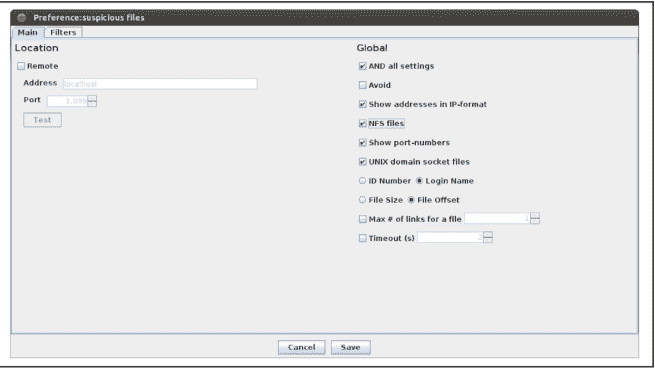 Preference:suspicious files
Main Filters
Location
Remote
Address localhost
Port 1,099
Test
Global
AND all settings
Avoid
Show addresses in IP-format
NFS files
Show port-numbers
UNIX domain socket files
ID Number Login Name
File Size File Offset
Max # of links for a file 1
Timeout (s) 2
Cancel Save